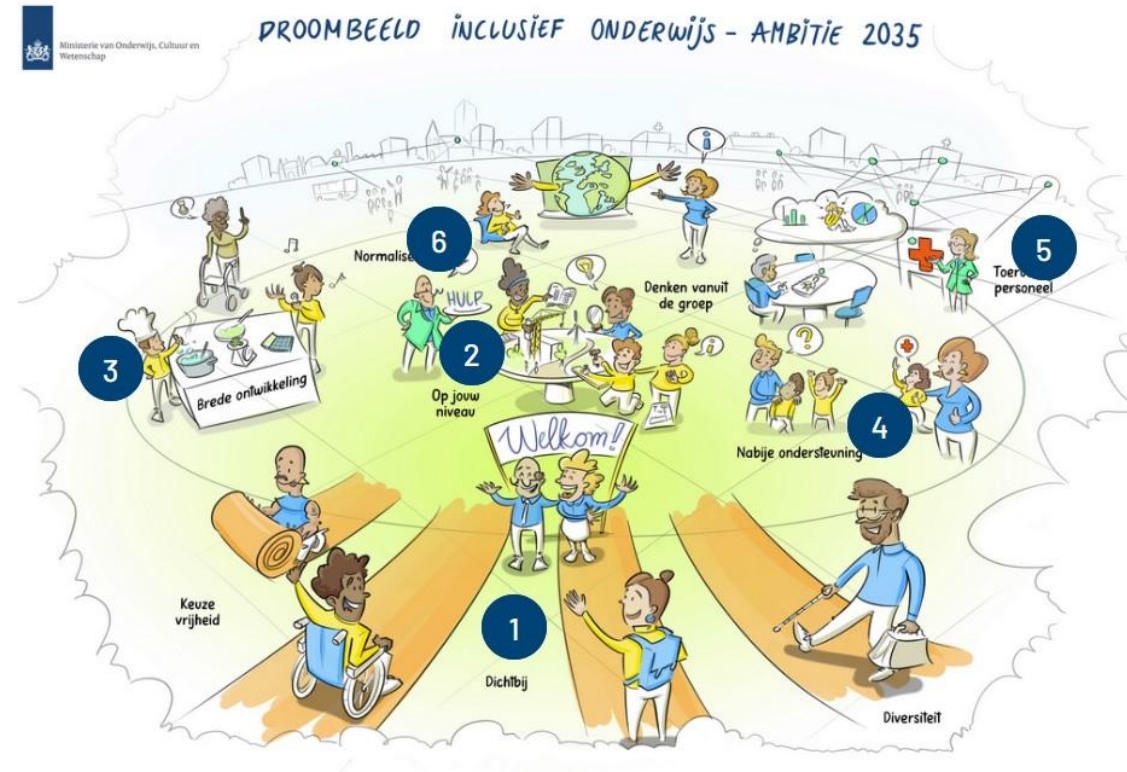 Ministerie van Onderwijs, Cultuur en
Wetenschap
DROOMBEELD INCLUSIEF ONDERWIJS - AMBITIE 2035
i
6
Normalise
5
personeel
HULP
Denken vanuit
de groep
3
2
i
?
Brede ontwikkeling
Op jouw
niveau
4
Nabije ondersteuning
Welkom!
Keuze
vrijheid
1
Dichtbij
Diversiteit